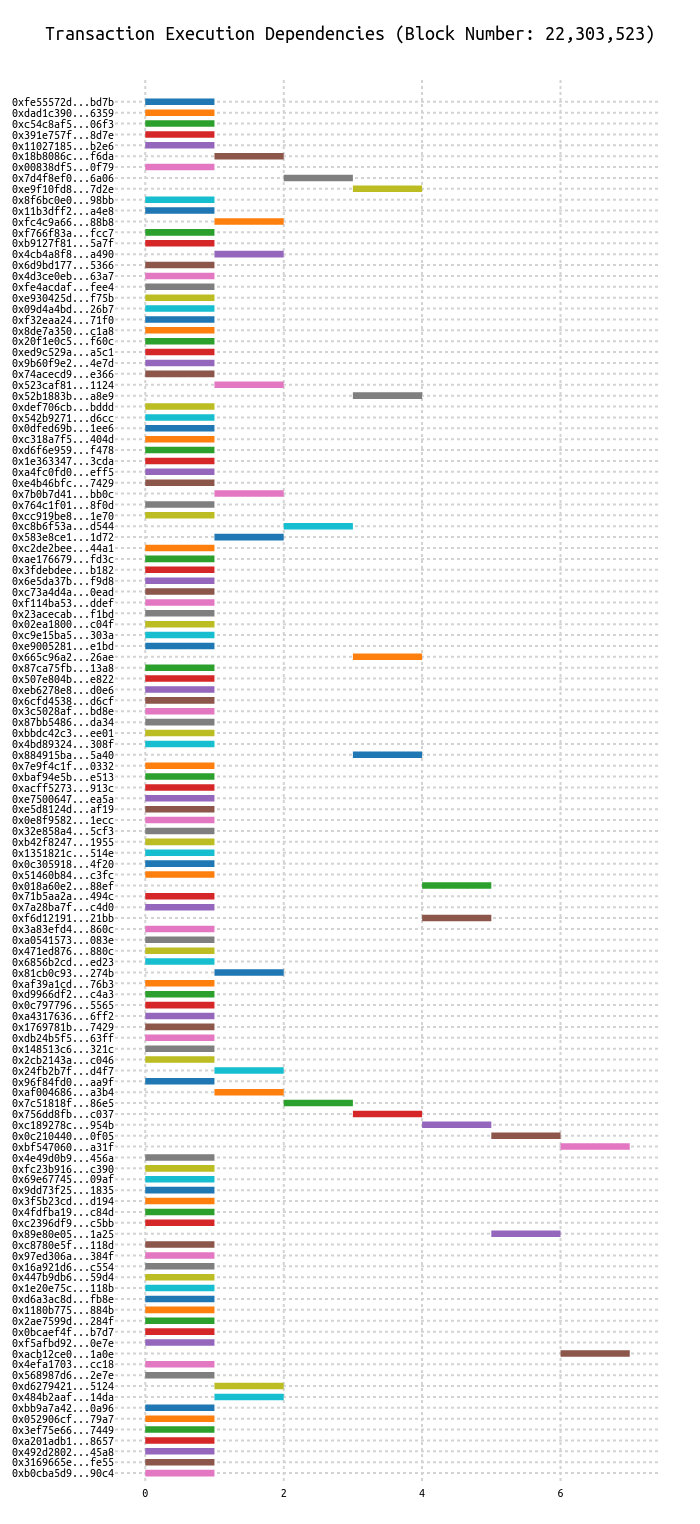 Transaction Execution Dependencies (Block Number: 22,303,523)
0xfe55572d...bd7b
0xdad1c390...6359
0xc54c8af5...06f3
0x391e757f...8d7e
0x11027185...b2e6
0x18b8086c...f6da
0x00838df5...0f79
0x7d4f8ef0...6a06
0xe9f10fd8...7d2e
0x8f6bc0e0...98bb
0x11b3dff2...a4e8
0xfc4c9a66...88b8
0xf766f83a...fcc7
0xb9127f81...5a7f
0x4cb4a8f8...a490
0x6d9bd177...5366
0x4d3ce0eb...63a7
0xfe4acdaf...fee4
0xe930425d...f75b
0x09d4a4bd...26b7
0xf32eaa24...71f0
0x8de7a350...c1a8
0x20f1e0c5...f60c
0xed9c529a...a5c1
0x9b60f9e2...4e7d
0x74acecd9...e366
0x523caf81...1124
0x52b1883b...a8e9
0xdef706cb...bddd
0x542b9271...d6cc
0x0dfed69b...1ee6
0xc318a7f5...404d
0xd6f6e959...f478
0x1e363347...3cda
0xa4fc0fd0...eff5
0xe4b46bfc...7429
0x7b0b7d41...bb0c
0x764c1f01...8f0d
0xcc919be8...1e70
0xc8b6f53a...d544
0x583e8ce1...1d72
0xc2de2bee...44a1
0xae176679...fd3c
0x3fdebdee...b182
0x6e5da37b...f9d8
0xc73a4d4a...0ead
0xf114ba53...ddef
0x23acecab...f1bd
0x02ea1800...c04f
0xc9e15ba5...303a
0xe9005281...e1bd
0x665c96a2...26ae
0x87ca75fb...13a8
0x507e804b...e822
0xeb6278e8...d0e6
0x6cfd4538...d6cf
0x3c5028af...bd8e
0x87bb5486...da34
0xbbdc42c3...ee01
0x4bd89324...308f
0x884915ba...5a40
0x7e9f4c1f...0332
0xbaf94e5b...e513
0xacff5273...913c
0xe7500647...ea5a
0xe5d8124d...af19
0x0e8f9582...1ecc
0x32e858a4...5cf3
0xb42f8247...1955
0x1351821c...514e
0x0c305918...4f20
0x51460b84...c3fc
0x018a60e2...88ef
0x71b5aa2a...494c
0x7a28ba7f...c4d0
0xf6d12191...21bb
0x3a83efd4...860c
0xa0541573...083e
0x471ed876...880c
0x6856b2cd...ed23
0x81cb0c93...274b
0xaf39a1cd...76b3
0xd9966df2...c4a3
0x0c797796...5565
0xa4317636...6ff2
0x1769781b...7429
0xdb24b5f5...63ff
0x148513c6...321c
0x2cb2143a...c046
0x24fb2b7f...d4f7
0x96f84fd0...aa9f
0xaf004686...a3b4
0x7c51818f...86e5
0x756dd8fb...c037
0xc189278c...954b
0x0c210440...0f05
0xbf547060...a31f
0x4e49d0b9...456a
0xfc23b916...c390
0x69e67745...09af
0x9dd73f25...1835
0x3f5b23cd...d194
0x4fdfba19...c84d
0xc2396df9...c5bb
0x89e80e05...1a25
0xc8780e5f...118d
0x97ed306a...384f
0x16a921d6...c554
0x447b9db6...59d4
0x1e20e75c...118b
0xd6a3ac8d...fb8e
0x1180b775...884b
0x2ae7599d...284f
0x0bcaef4f...b7d7
0xf5afbd92...0e7e
0xacb12ce0...1a0e
0x4efa1703...cc18
0x568987d6...2e7e
0xd6279421...5124
0x484b2aaf...14da
0xbb9a7a42...0a96
0x052906cf...79a7
0x3ef75e66...7449
0xa201adb1...8657
0x492d2802...45a8
0x3169665e...fe55
0xb0cba5d9...90c4
0 2 4 6